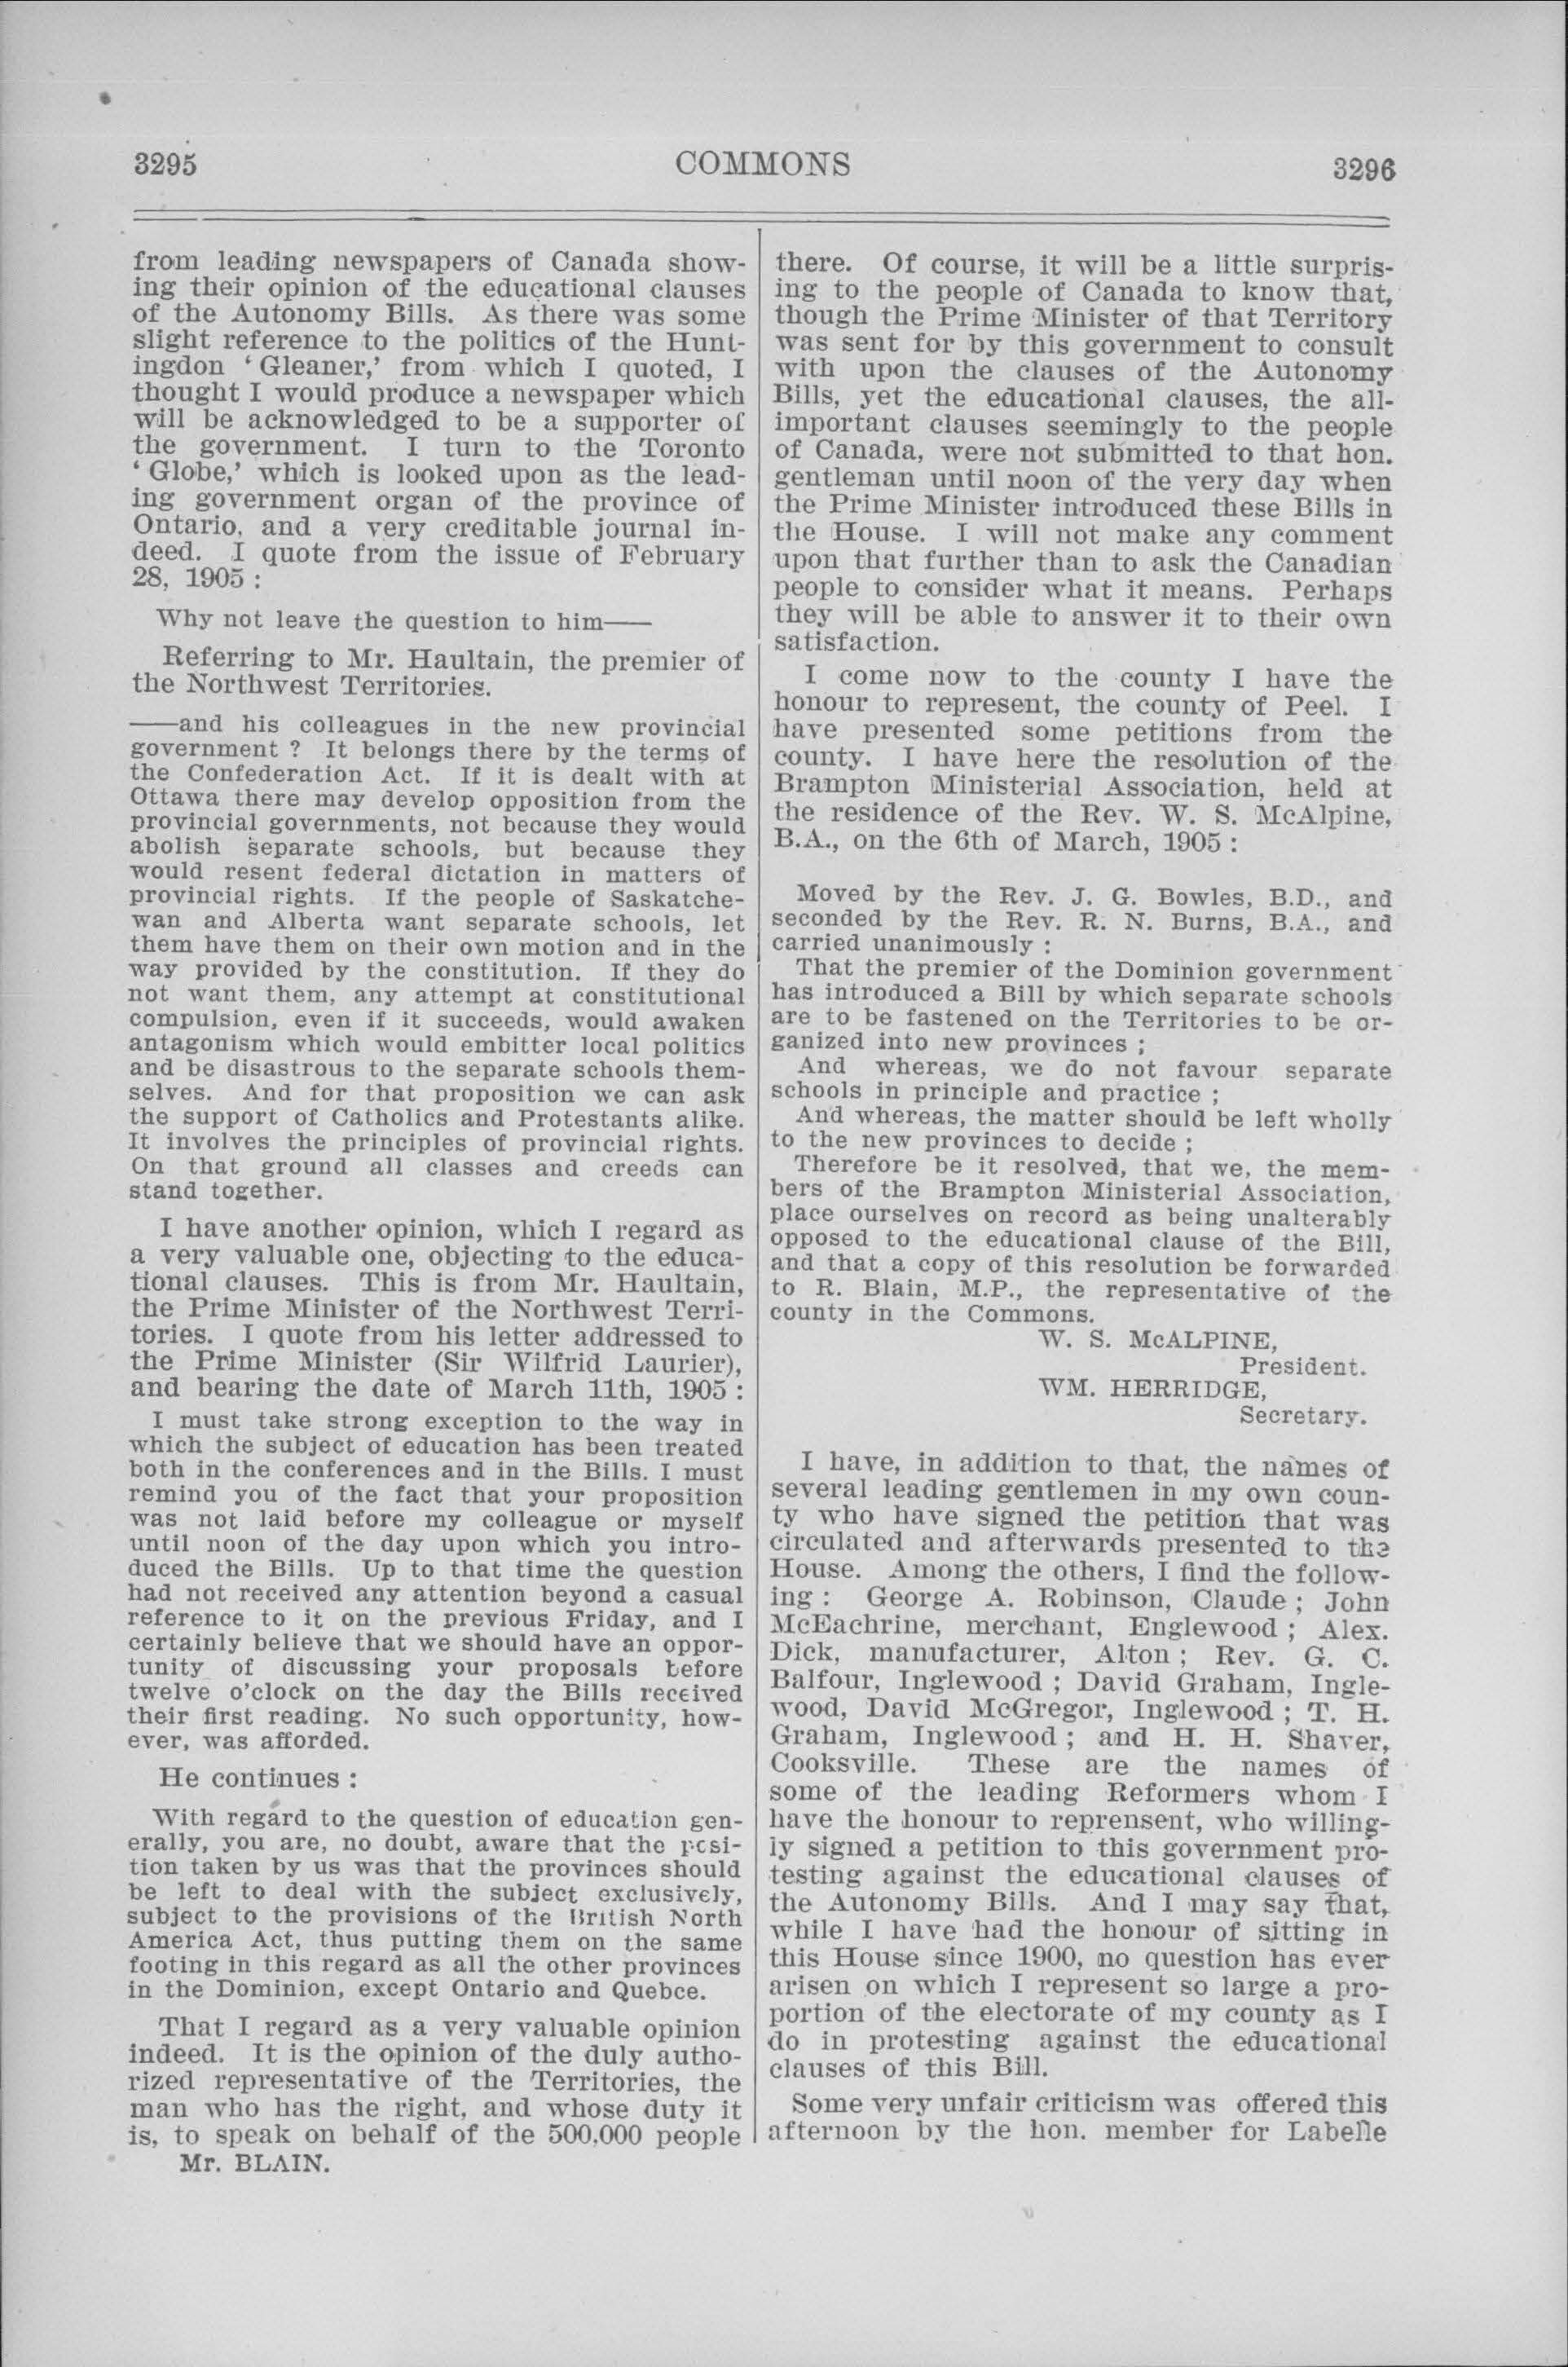 3295
COMMONS
3296
from leading newspapers of Canada show-
ing their opinion of the educational clauses
of the Autonomy Bills. As there was some
slight reference to the politics of the Hunt-
ingdon ‘ Gleaner,’ from which I quoted, I
thought I would produce a newspaper which
will be acknowledged to be a supporter of
the government. I turn to the Toronto
‘ Globe,’ which is looked upon as the lead-
ing government organ of the province of
Ontario, and a very creditable journal in-
deed. I quote from the issue of February
28, 1905 :
Why not leave the question to him——
Referring to Mr. Haultain, the premier of
the Northwest Territories.
——and his colleagues in the new provincial
government ? It belongs there by the terms of
the Confederation Act. If it is dealt with at
Ottawa there may develop opposition from the
provincial governments, not because they would
abolish separate schools, but because they
would resent federal dictation in matters of
provincial rights. If the people of Saskatche-
wan and Alberta want separate schools, let
them have them on their own motion and in the
way provided by the constitution. If they do
not want them, any attempt at constitutional
compulsion, even if it succeeds, would awaken
antagonism which would embitter local politics
and be disastrous to the separate schools them-
selves. And for that proposition we can ask
the support of Catholics and Protestants alike.
It involves the principles of provincial rights.
On that ground all classes and creeds can
stand together.
I have another opinion, which I regard as
a very valuable one, objecting to the educa-
tional clauses. This is from Mr. Haultain,
the Prime Minister of the Northwest Terri-
tories. I quote from his letter addressed to
the Prime Minister (Sir Wilfrid Laurier),
and bearing the date of March 11th, 1905 :
I must take strong exception to the way in
which the subject of education has been treated
both in the conferences and in the Bills. I must
remind you of the fact that your proposition
was not laid before my colleague or myself
until noon of the day upon which you intro-
duced the Bills. Up to that time the question
had not received any attention beyond a casual
reference to it on the previous Friday, and I
certainly believe that we should have an oppor-
tunity of discussing your proposals before
twelve o’clock on the day the Bills received
their first reading. No such opportunity, how-
ever, was afforded.
He continues :
With regard to the question of education gen-
erally, you are, no doubt, aware that the posi-
tion taken by us was that the provinces should
be left to deal with the subject exclusively,
subject to the provisions of the British North
America Act, thus putting them on the same
footing in this regard as all the other provinces
in the Dominion, except Ontario and Quebce.
That I regard as a very valuable opinion
indeed. It is the opinion of the duly autho-
rized representative of the Territories, the
man who has the right, and whose duty it
is, to speak on behalf of the 500,000 people
Mr. BLAIN.
there. Of course, it will be a little surpris-
ing to the people of Canada to know that,
though the Prime Minister of that Territory
was sent for by this government to consult
with upon the clauses of the Autonomy
Bills, yet the educational clauses, the all-
important clauses seemingly to the people
of Canada, were not submitted to that hon.
gentleman until noon of the very day when
the Prime Minister introduced these Bills in
the House. I will not make any comment
upon that further than to ask the Canadian
people to consider what it means. Perhaps
they will be able to answer it to their own
satisfaction.
I come now to the county I have the
honour to represent, the county of Peel. I
have presented some petitions from the
county. I have here the resolution of the
Brampton Ministerial Association, held at
the residence of the Rev. W. S. McAlpine,
B.A., on the 6th of March, 1905 :
Moved by the Rev. J. G. Bowles, B.D., and
seconded by the Rev. R. N. Burns, B.A., and
carried unanimously :
That the premier of the Dominion government
has introduced a Bill by which separate schools
are to be fastened on the Territories to be or-
ganized into new provinces ;
And whereas, we do not favour separate
schools in principle and practice ;
And whereas, the matter should be left wholly
to the new provinces to decide ;
Therefore be it resolved, that we, the mem-
bers of the Brampton Ministerial Association,
place ourselves on record as being unalterably
opposed to the educational clause of the Bill,
and that a copy of this resolution be forwarded
to R. Blain, M.P., the representative of the
county in the Commons.
W. S. McALPINE,
President.
WM. HERRIDGE,
Secretary.
I have, in addition to that, the names of
several leading gentlemen in my own coun-
ty who have signed the petition that was
circulated and afterwards presented to the
House. Among the others, I find the follow-
ing : George A. Robinson, Claude ; John
McEachrine, merchant, Englewood ; Alex.
Dick, manufacturer, Alton ; Rev. G. C.
Balfour, Inglewood ; David Graham, Ingle-
wood, David McGregor, Inglewood ; T. H.
Graham, Inglewood ; and H. H. Shaver,
Cooksville. These are the names of
some of the leading Reformers whom I
have the honour to reprensent, who willing-
ly signed a petition to this government pro-
testing against the educational clauses of
the Autonomy Bills. And I may say that,
while I have had the honour of sitting in
this House since 1900, no question has ever
arisen on which I represent so large a pro-
portion of the electorate of my county as I
do in protesting against the educational
clauses of this Bill.
Some very unfair criticism was offered this
afternoon by the hon. member for Labelle